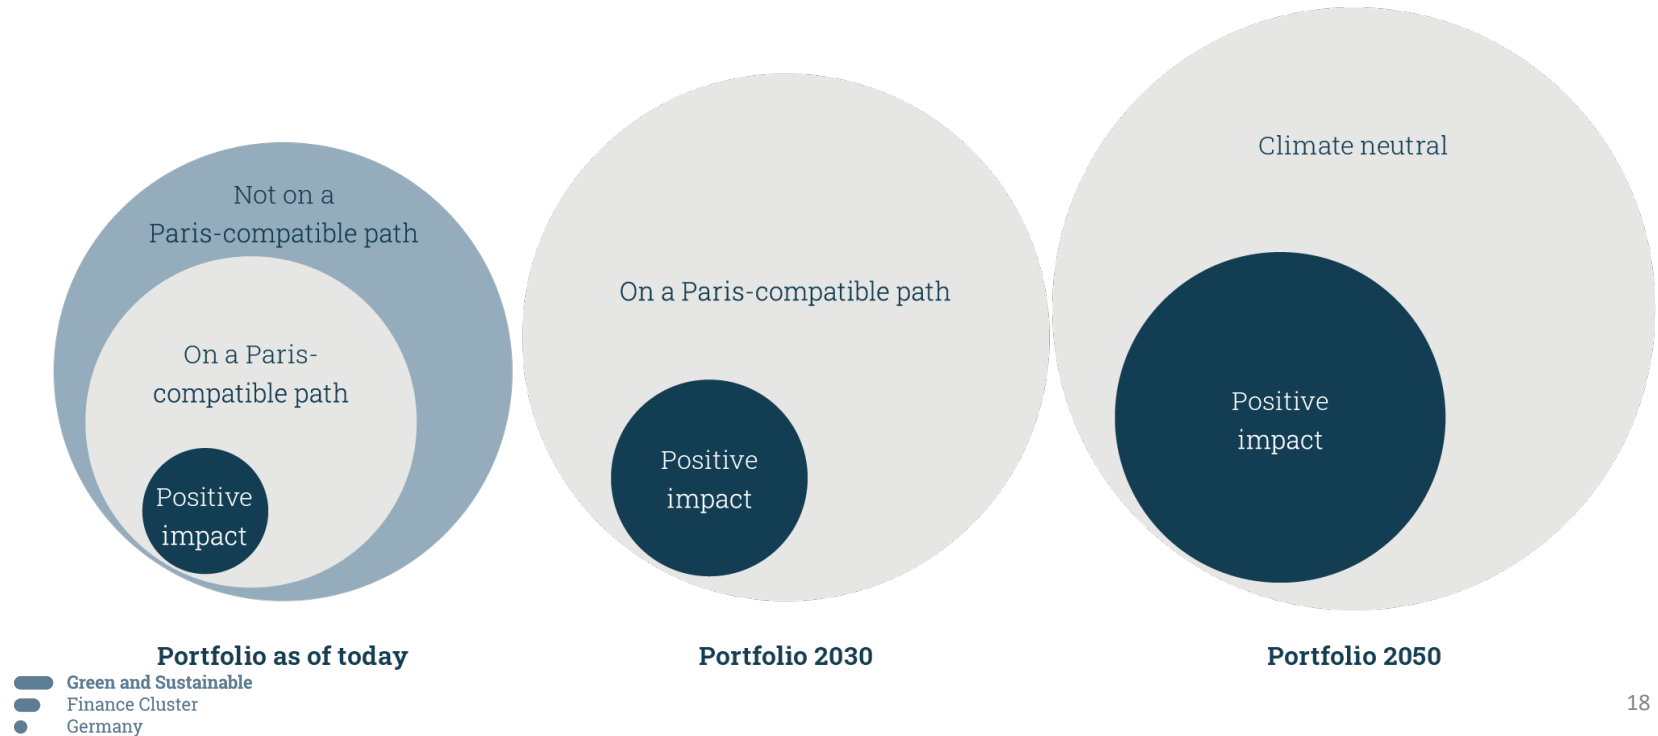 Not on a
Paris-compatible path
On a Paris-
compatible path
Positive
impact
Portfolio as of today
On a Paris-compatible path
Positive
impact
Portfolio 2030
Climate neutral
Positive
impact
Portfolio 2050
Green and Sustainable
Finance Cluster
Germany
18